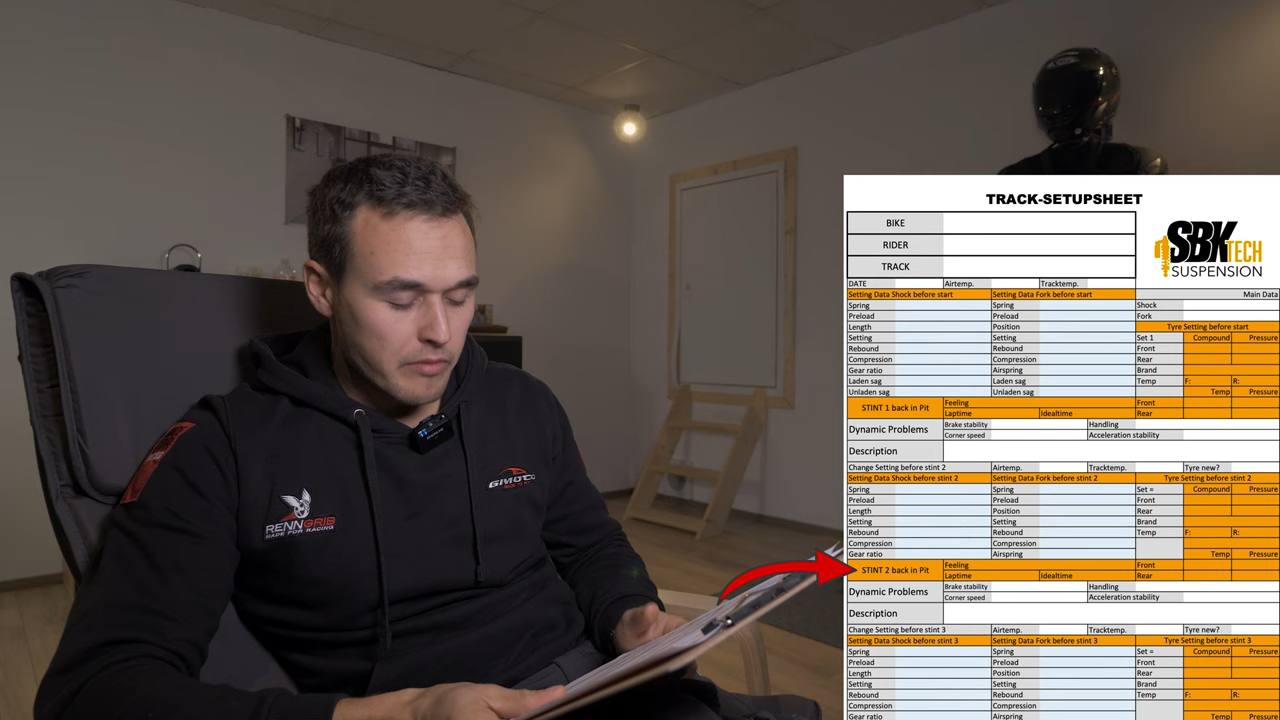 RENNGRIB
MADE FOR RACING
GIMOTO
TRACK-SETUPSHEET
BIKE
RIDER
TRACK
SBK TECH
SUSPENSION
DATE Airtemp. Tracktemp.
Setting Data Shock before start Setting Data Fork before start Main Data
Spring Spring Shock
Preload Preload Fork
Length Position Tyre Setting before start
Setting Setting Set 1 Compound Pressure
Rebound Rebound Front
Compression Compression Rear
Gear ratio Airspring Brand
Laden sag Laden sag Temp F: R:
Unladen sag Unladen sag Temp Pressure
STINT 1 back in Pit Feeling Front
Laptime Idealtime Rear
Dynamic Problems Brake stability Handling
Corner speed Acceleration stability
Description
Change Setting before stint 2 Airtemp. Tracktemp. Tyre new?
Setting Data Shock before stint 2 Setting Data Fork before stint 2 Tyre Setting before stint 2
Spring Spring Set = Compound Pressure
Preload Preload Front
Length Position Rear
Setting Setting Brand
Rebound Rebound Temp F: R:
Compression Compression
Gear ratio Airspring Temp Pressure
STINT 2 back in Pit Feeling Front
Laptime Idealtime Rear
Dynamic Problems Brake stability Handling
Corner speed Acceleration stability
Description
Change Setting before stint 3 Airtemp. Tracktemp. Tyre new?
Setting Data Shock before stint 3 Setting Data Fork before stint 3 Tyre Setting before stint 3
Spring Spring Set = Compound Pressure
Preload Preload Front
Length Position Rear
Setting Setting Brand
Rebound Rebound Temp F: R:
Compression Compression
Gear ratio Airspring Temp Pressure